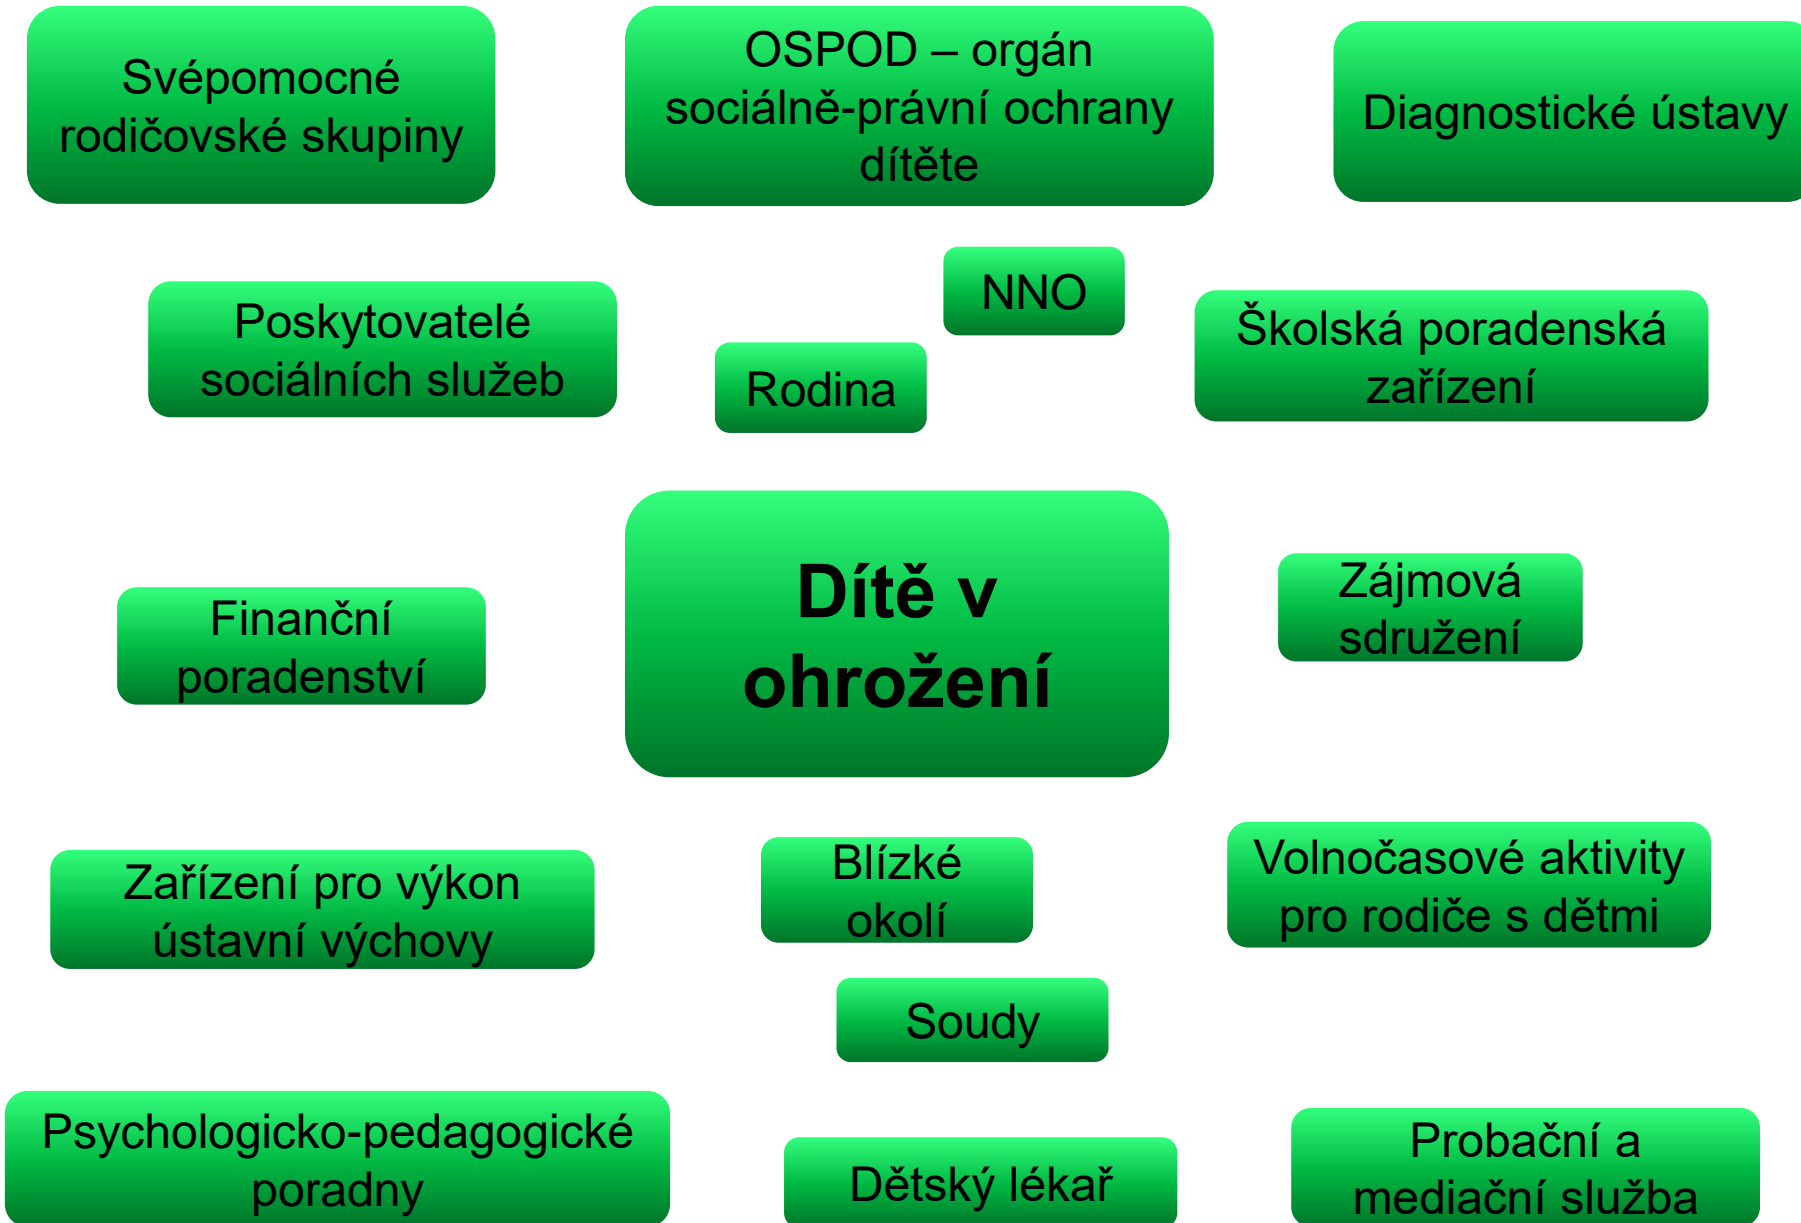 Svépomocné
rodičovské skupiny
OSPOD – orgán
sociálně-právní ochrany
dítěte
Diagnostické ústavy
NNO
Poskytovatelé
sociálních služeb
Rodina
Školská poradenská
zařízení
Dítě v
ohrožení
Finanční
poradenství
Zájmová
sdružení
Zařízení pro výkon
ústavní výchovy
Blízké
okolí
Volnočasové aktivity
pro rodiče s dětmi
Soudy
Psychologicko-pedagogické
poradny
Dětský lékař
Probační a
mediační služba